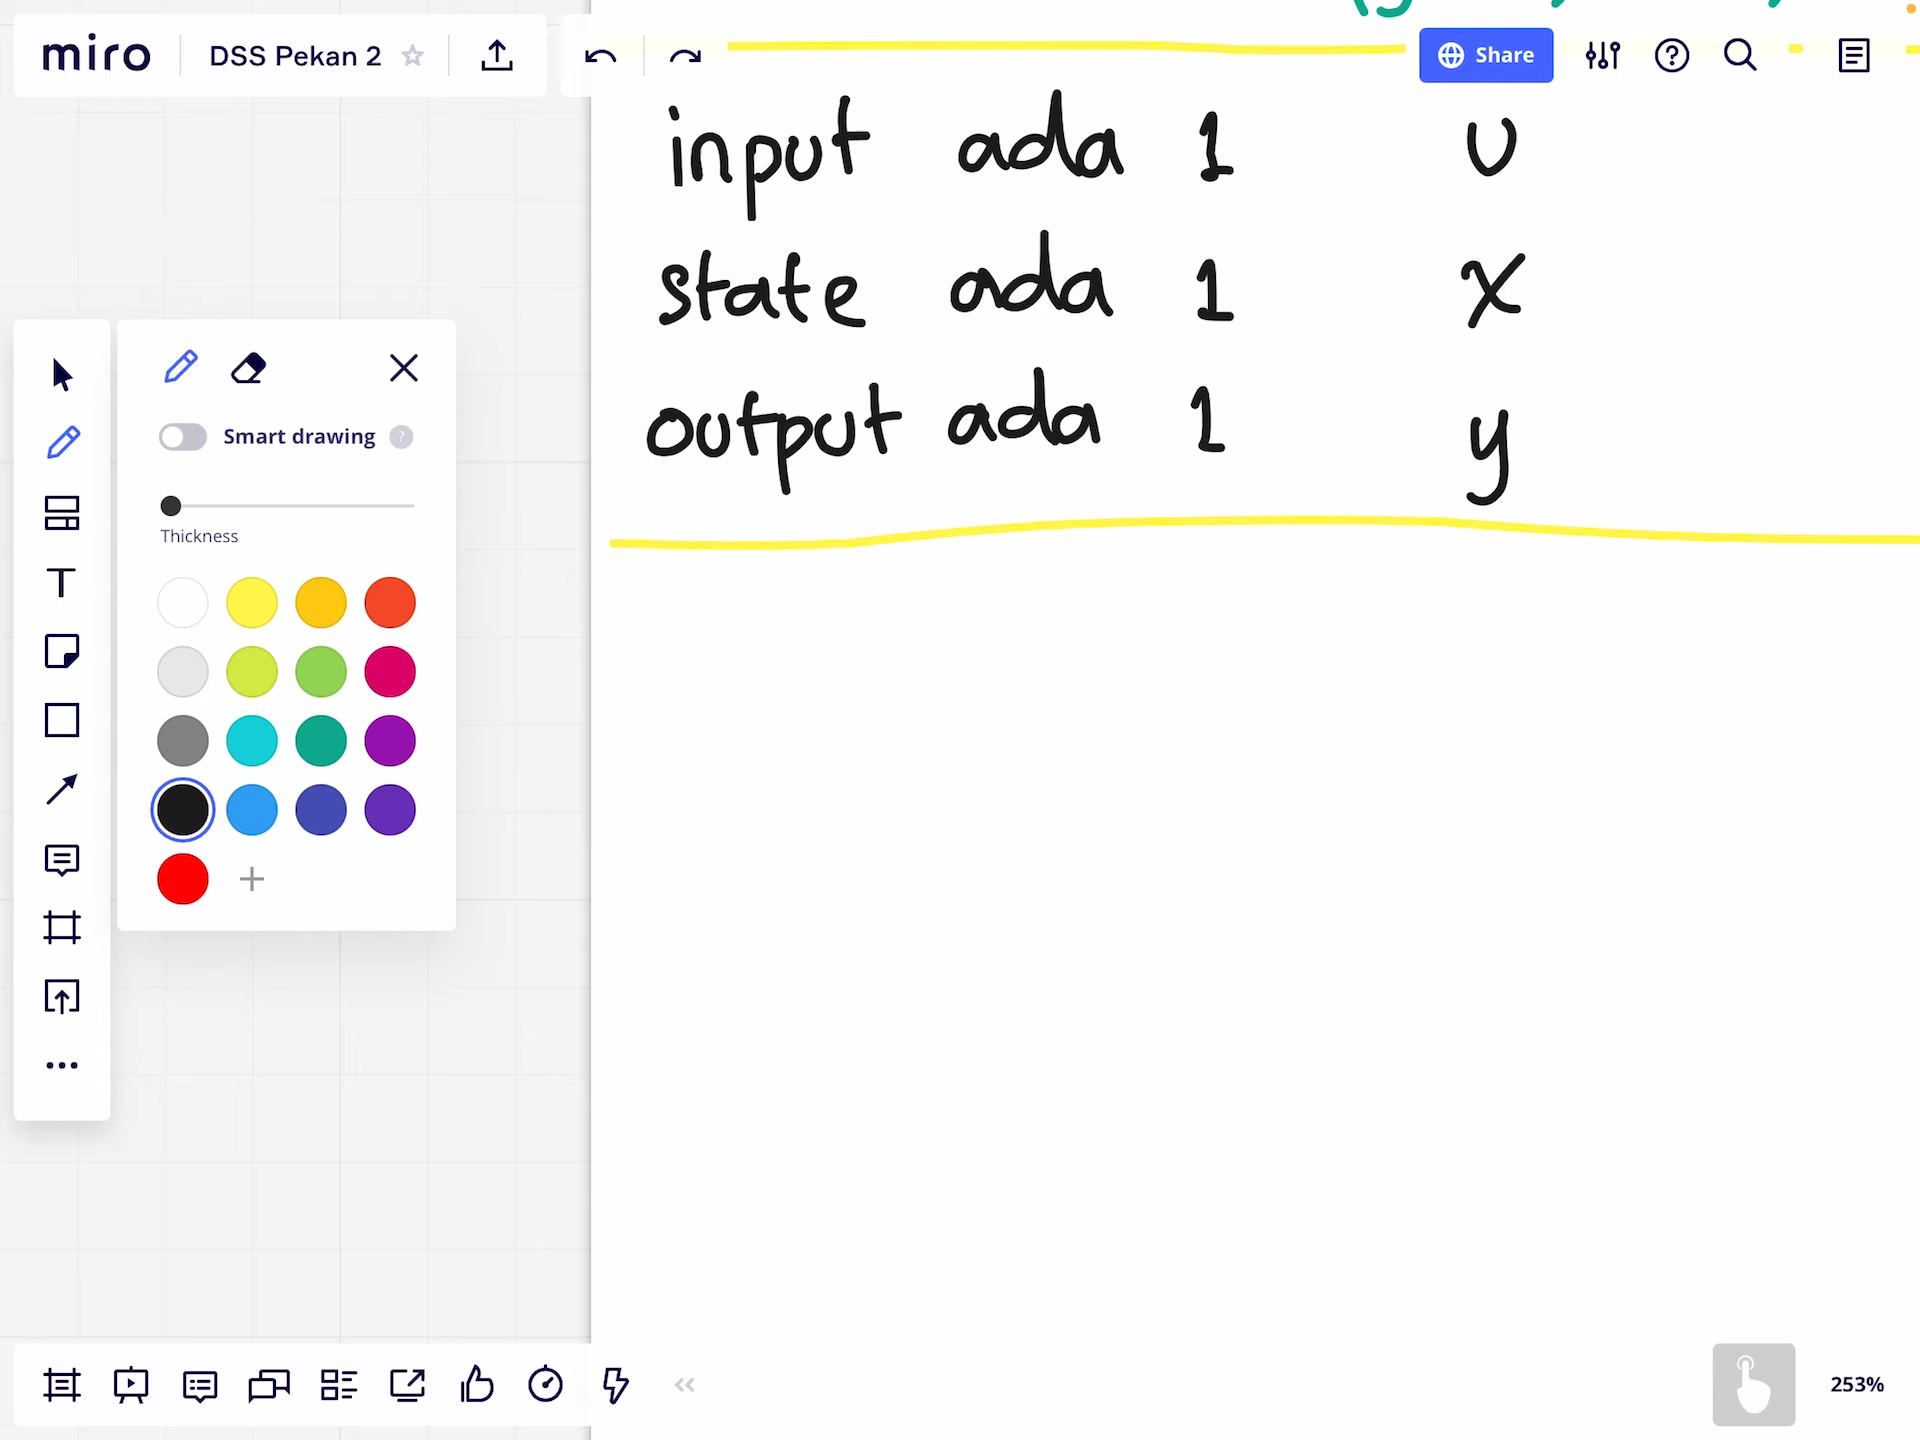 miro DSS Pekan 2 Share
input ada 1 u
state ada 1 x
output ada 1 y
Smart drawing ?
Thickness
253%